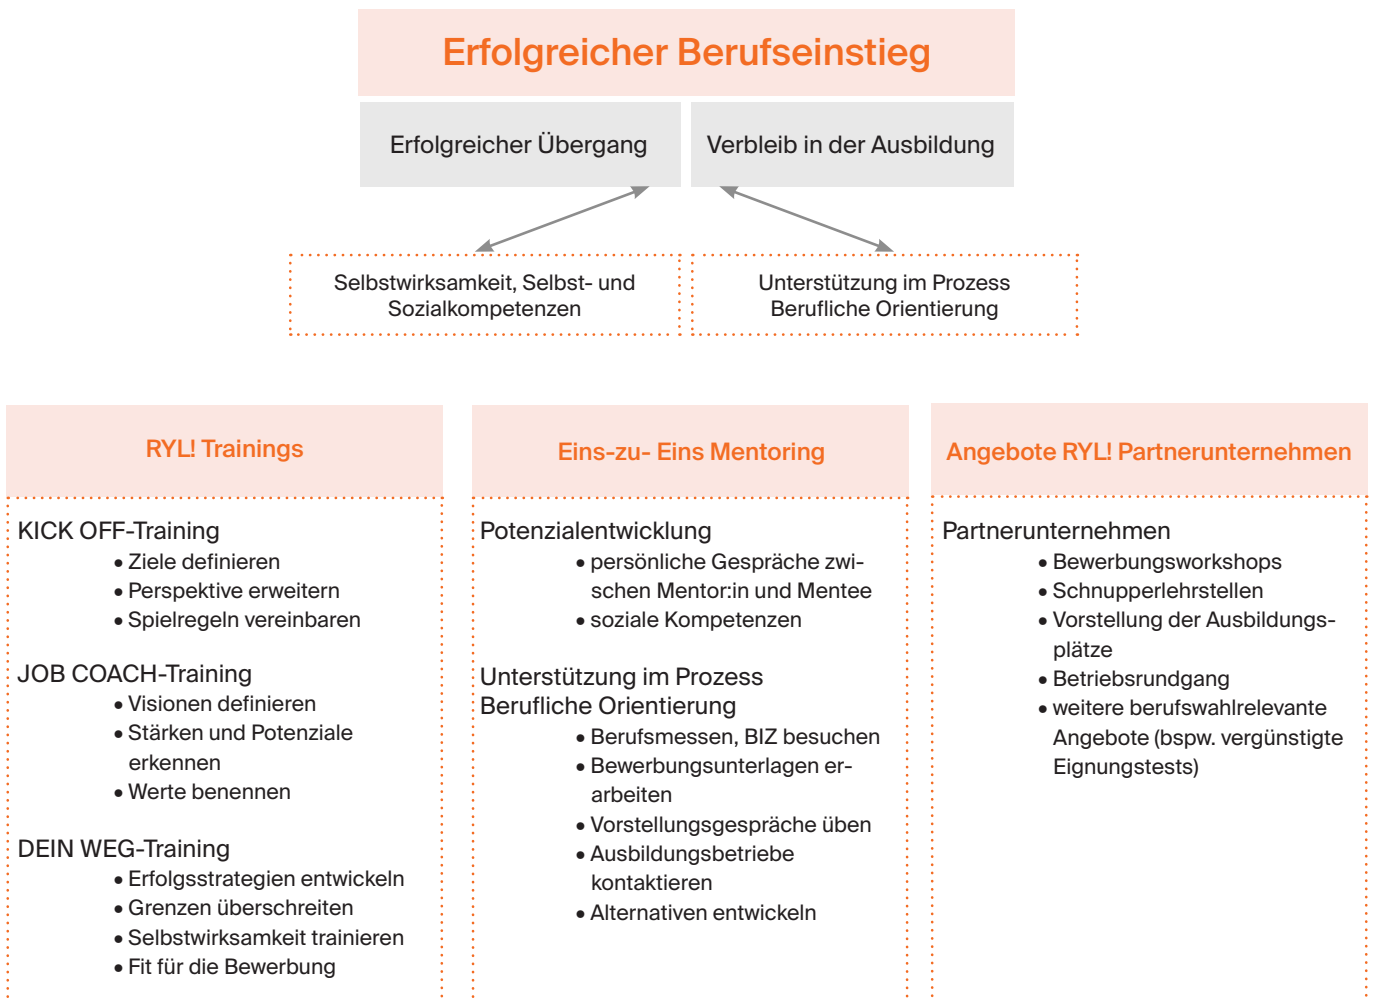 Erfolgreicher Berufseinstieg
Erfolgreicher Übergang
Verbleib in der Ausbildung
Selbstwirksamkeit, Selbst- und
Sozialkompetenzen
Unterstützung im Prozess
Berufliche Orientierung
RYL! Trainings
KICK OFF-Training
• Ziele definieren
• Perspektive erweitern
• Spielregeln vereinbaren
JOB COACH-Training
• Visionen definieren
• Stärken und Potenziale
erkennen
• Werte benennen
DEIN WEG-Training
• Erfolgsstrategien entwickeln
• Grenzen überschreiten
• Selbstwirksamkeit trainieren
• Fit für die Bewerbung
Eins-zu- Eins Mentoring
Potenzialentwicklung
• persönliche Gespräche zwi-
schen Mentor:in und Mentee
• soziale Kompetenzen
Unterstützung im Prozess
Berufliche Orientierung
• Berufsmessen, BIZ besuchen
• Bewerbungsunterlagen er-
arbeiten
• Vorstellungsgespräche üben
• Ausbildungsbetriebe
kontaktieren
• Alternativen entwickeln
Angebote RYL! Partnerunternehmen
Partnerunternehmen
• Bewerbungsworkshops
• Schnupperlehrstellen
• Vorstellung der Ausbildungs-
plätze
• Betriebsrundgang
• weitere berufswahlrelevante
Angebote (bspw. vergünstigte
Eignungstests)